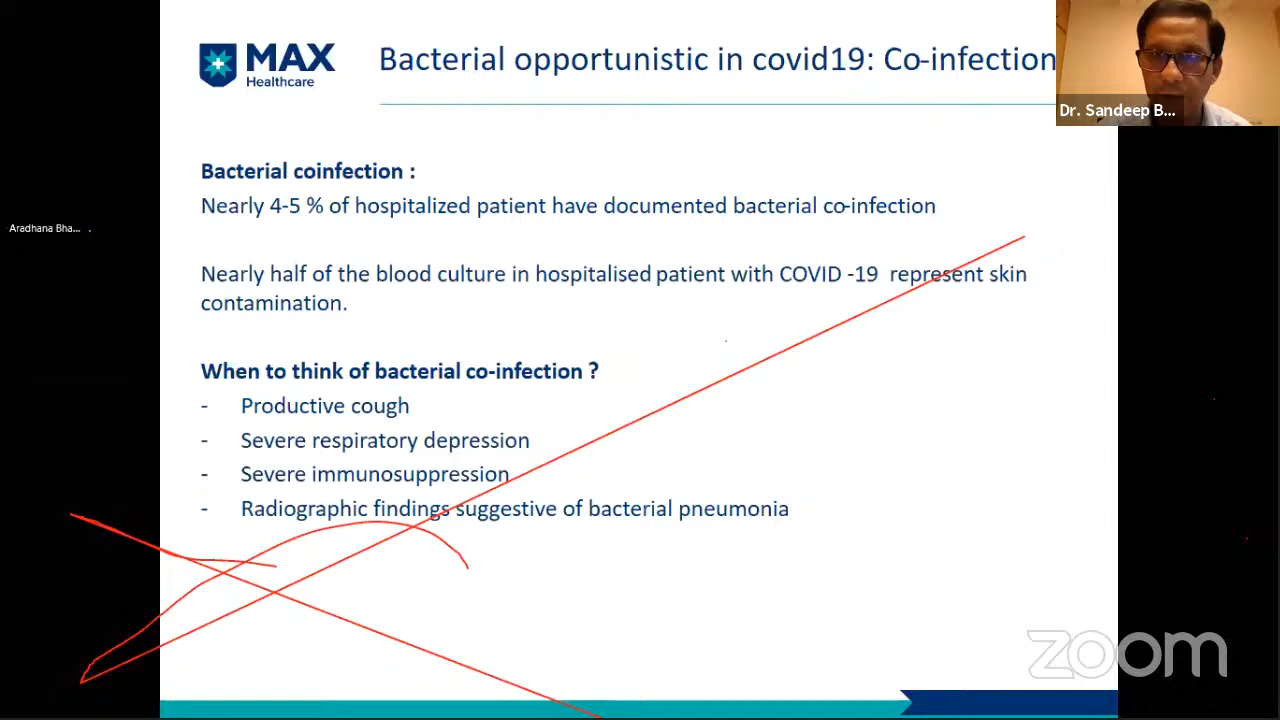 MAX
Healthcare
Bacterial opportunistic in covid19: Co-infection
Dr. Sandeep B...
Aradhana Bha...
Bacterial coinfection :
Nearly 4-5 % of hospitalized patient have documented bacterial co-infection
Nearly half of the blood culture in hospitalised patient with COVID -19 represent skin
contamination.
When to think of bacterial co-infection ?
- Productive cough
- Severe respiratory depression
- Severe immunosuppression
- Radiographic findings suggestive of bacterial pneumonia
zoom